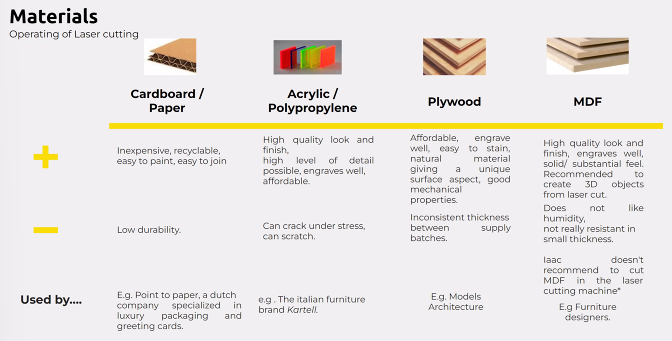 Materials
Operating of Laser cutting
Cardboard /
Paper
Acrylic /
Polypropylene
Plywood
MDF
+
Inexpensive, recyclable,
easy to paint, easy to join
High quality look and
finish,
high level of detail
possible, engraves well,
affordable.
Affordable, engrave
well, easy to stain,
natural material
giving a unique
surface aspect, good
mechanical
properties.
High quality look and
finish, engraves well,
solid/ substantial feel.
Recommended to
create 3D objects
from laser cut.
–
Low durability.
Can crack under stress,
can scratch.
Inconsistent thickness
between supply
batches.
Does not like
humidity,
not really resistant in
small thickness.
Iaac doesn't
recommend to cut
MDF in the laser
cutting machine*
Used by....
E.g. Point to paper, a dutch
company specialized in
luxury packaging and
greeting cards.
e.g . The italian furniture
brand Kartell.
E.g. Models
Architecture
E.g Furniture
designers.